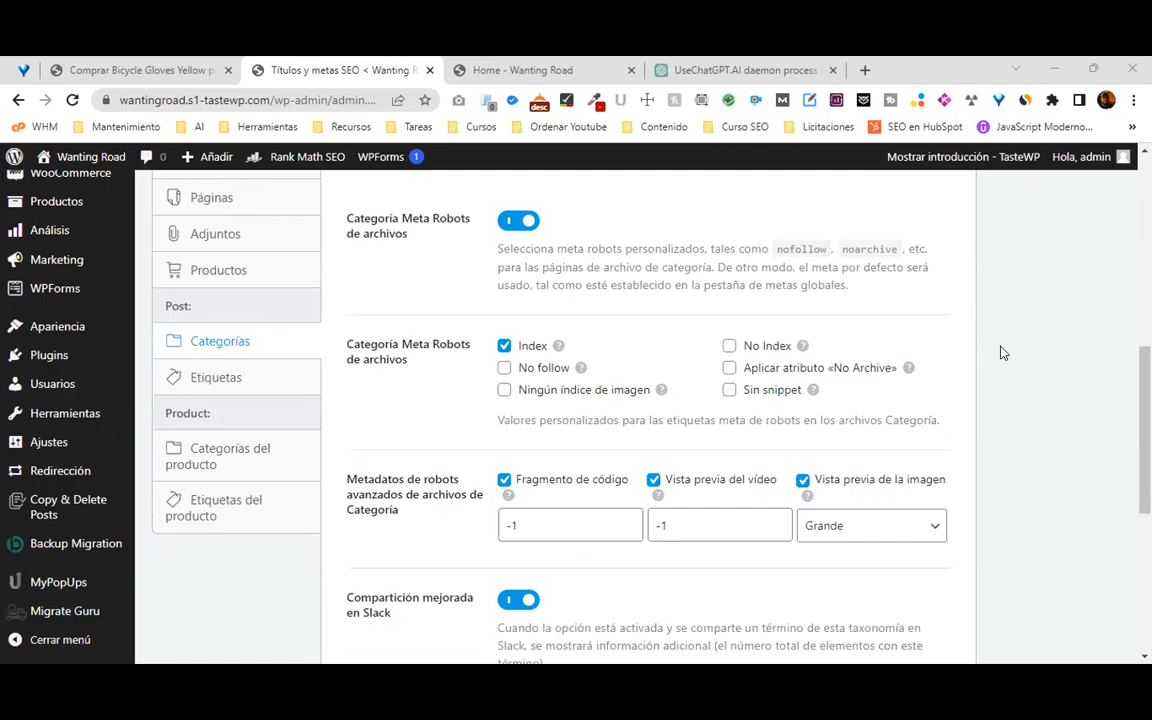 Comprar Bicycle Gloves Yellow pe
Títulos y metas SEO < Wanting R
Home - Wanting Road
UseChatGPT.AI daemon process
wantingroad.s1-tastewp.com/wp-admin/admin....
0
desc
M
WHM
Mantenimiento
AI
Herramientas
Recursos
Tareas
Cursos
Ordenar Youtube
Contenido
Curso SEO
Licitaciones
SEO en HubSpot
JavaScript Moderno...
Wanting Road
0
Añadir
Rank Math SEO
WPForms 1
Mostrar introducción - TasteWP
Hola, admin
WooCommerce
Productos
Análisis
Marketing
WPForms
Apariencia
Plugins
Usuarios
Herramientas
Ajustes
Redirección
Copy & Delete
Posts
Backup Migration
MyPopUps
Migrate Guru
Cerrar menú
Páginas
Adjuntos
Productos
Post:
Categorías
Etiquetas
Product:
Categorías del
producto
Etiquetas del
producto
Categoría Meta Robots
de archivos
Selecciona meta robots personalizados, tales como nofollow, noarchive, etc.
para las páginas de archivo de categoría. De otro modo, el meta por defecto será
usado, tal como esté establecido en la pestaña de metas globales.
Categoría Meta Robots
de archivos
Index
No Index
No follow
Aplicar atributo «No Archive»
Ningún índice de imagen
Sin snippet
Valores personalizados para las etiquetas meta de robots en los archivos Categoría.
Metadatos de robots
avanzados de archivos de
Categoría
Fragmento de código
Vista previa del vídeo
Vista previa de la imagen
-1
-1
Grande
Compartición mejorada
en Slack
Cuando la opción está activada y se comparte un término de esta taxonomía en
Slack, se mostrará información adicional (el número total de elementos con este
término)